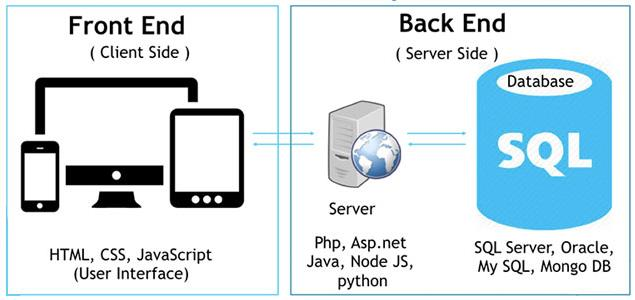 Front End
( Client Side )
HTML, CSS, JavaScript
(User Interface)
Back End
( Server Side )
Server
Php, Asp.net
Java, Node JS,
python
Database
SQL
SQL Server, Oracle,
My SQL, Mongo DB